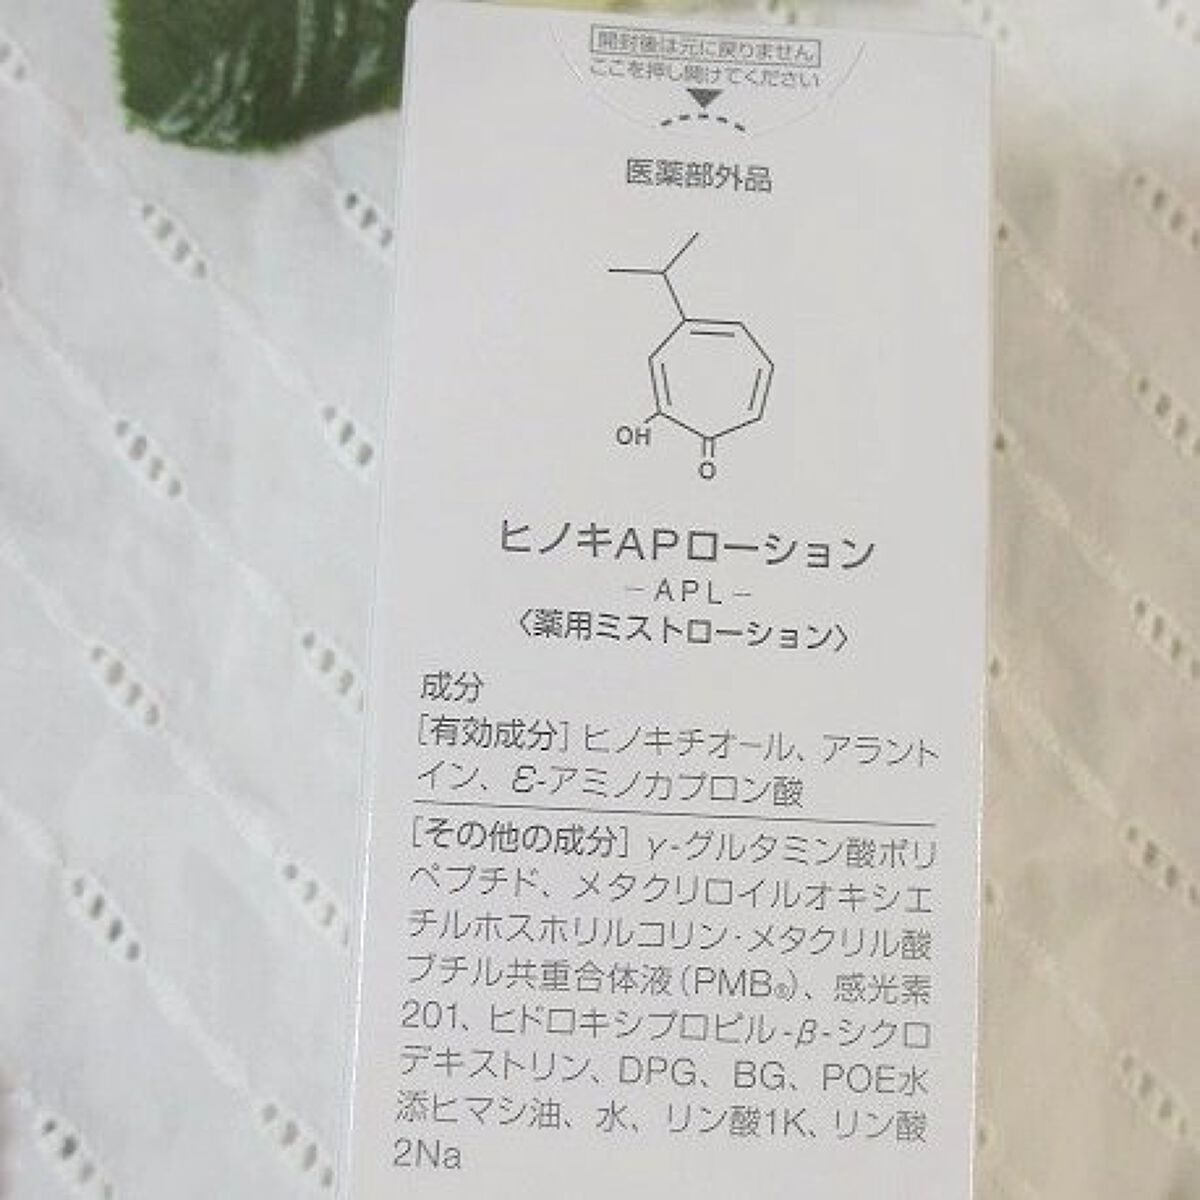 開封後は元に戻りません
ここを押し開けてください
医薬部外品
OH
O
ヒノキAPローション
－APL－
〈薬用ミストローション〉
成分
[有効成分] ヒノキチオール、アラント
イン、ε-アミノカプロン酸
[その他の成分] γ-グルタミン酸ポリ
ペプチド、メタクリロイルオキシエ
チルホスホリルコリン・メタクリル酸
ブチル共重合体液(PMB®)、感光素
201、ヒドロキシプロピル-β-シクロ
デキストリン、DPG、BG、POE水
添ヒマシ油、水、リン酸1K、リン酸
2Na